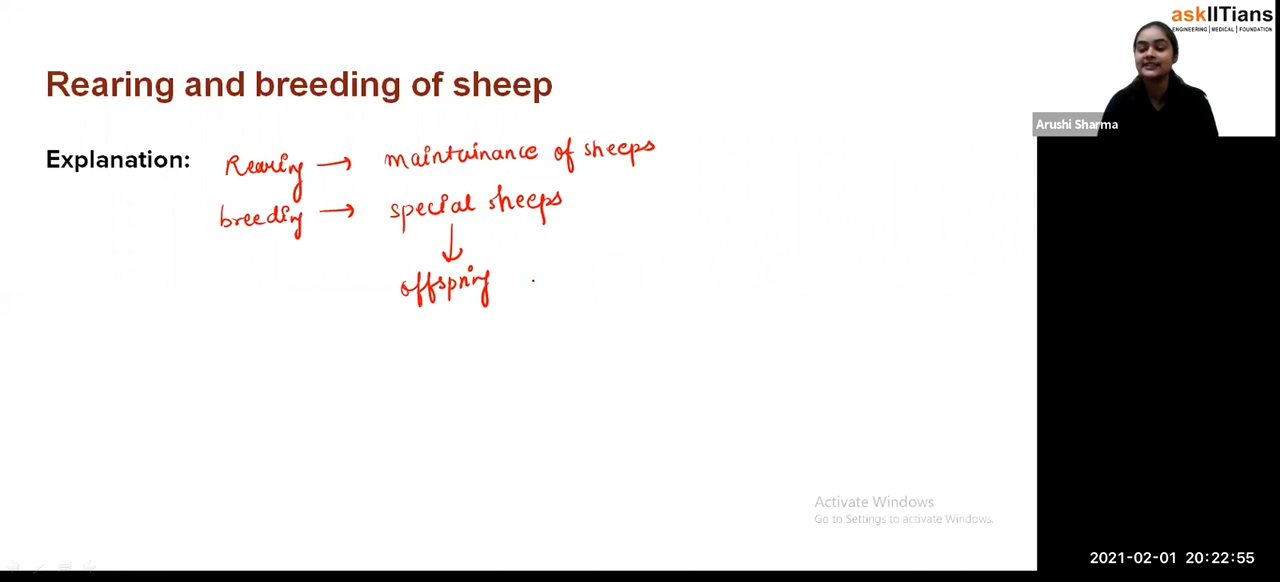 askIITians
ENGINEERING | MEDICAL | FOUNDATION
Rearing and breeding of sheep
Arushi Sharma
Explanation: Rearing → maintainance of sheeps
breeding → special sheeps
↓
offspring
Activate Windows
Go to Settings to activate Windows.
2021-02-01 20:22:55